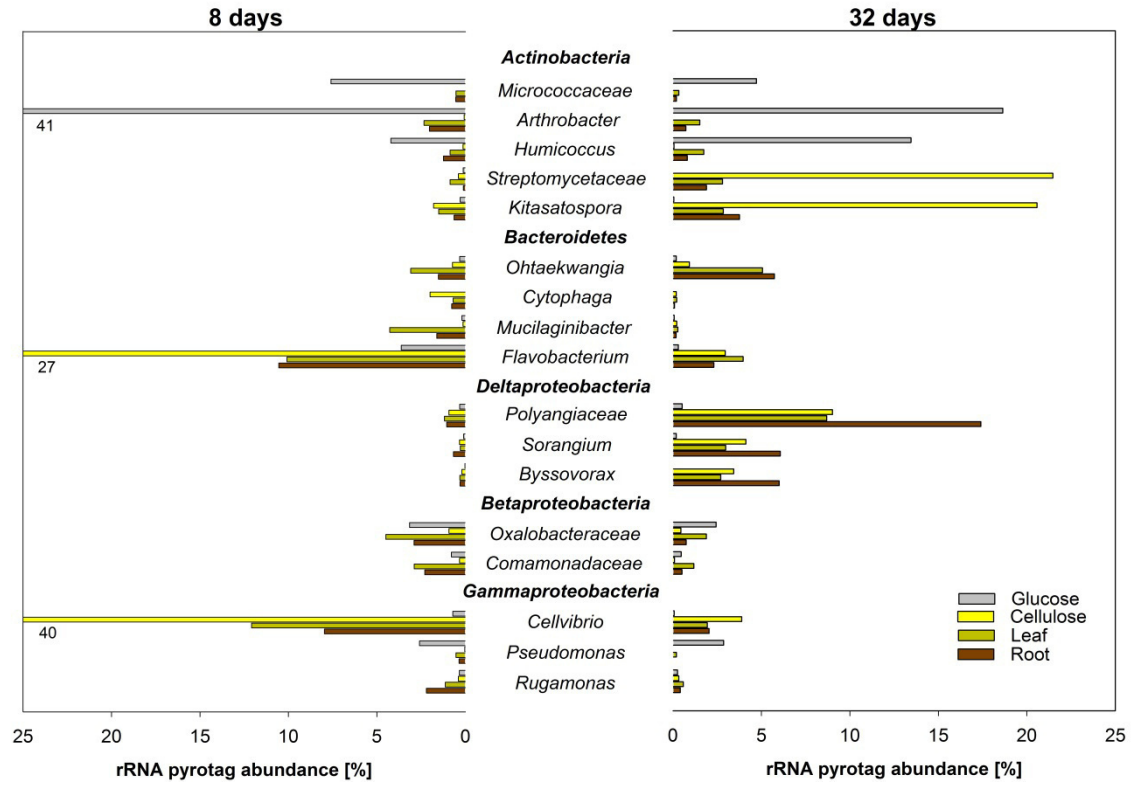 8 days
32 days
Actinobacteria
Micrococcaceae
Arthrobacter
41
Humicoccus
Streptomycetaceae
Kitasatospora
Bacteroidetes
Ohtaekwangia
Cytophaga
Mucilaginibacter
Flavobacterium
27
Deltaproteobacteria
Polyangiaceae
Sorangium
Byssovorax
Betaproteobacteria
Oxalobacteraceae
Comamonadaceae
Gammaproteobacteria
Cellvibrio
40
Pseudomonas
Rugamonas
Glucose
Cellulose
Leaf
Root
25 20 15 10 5 0
0 5 10 15 20 25
rRNA pyrotag abundance [%]
rRNA pyrotag abundance [%]